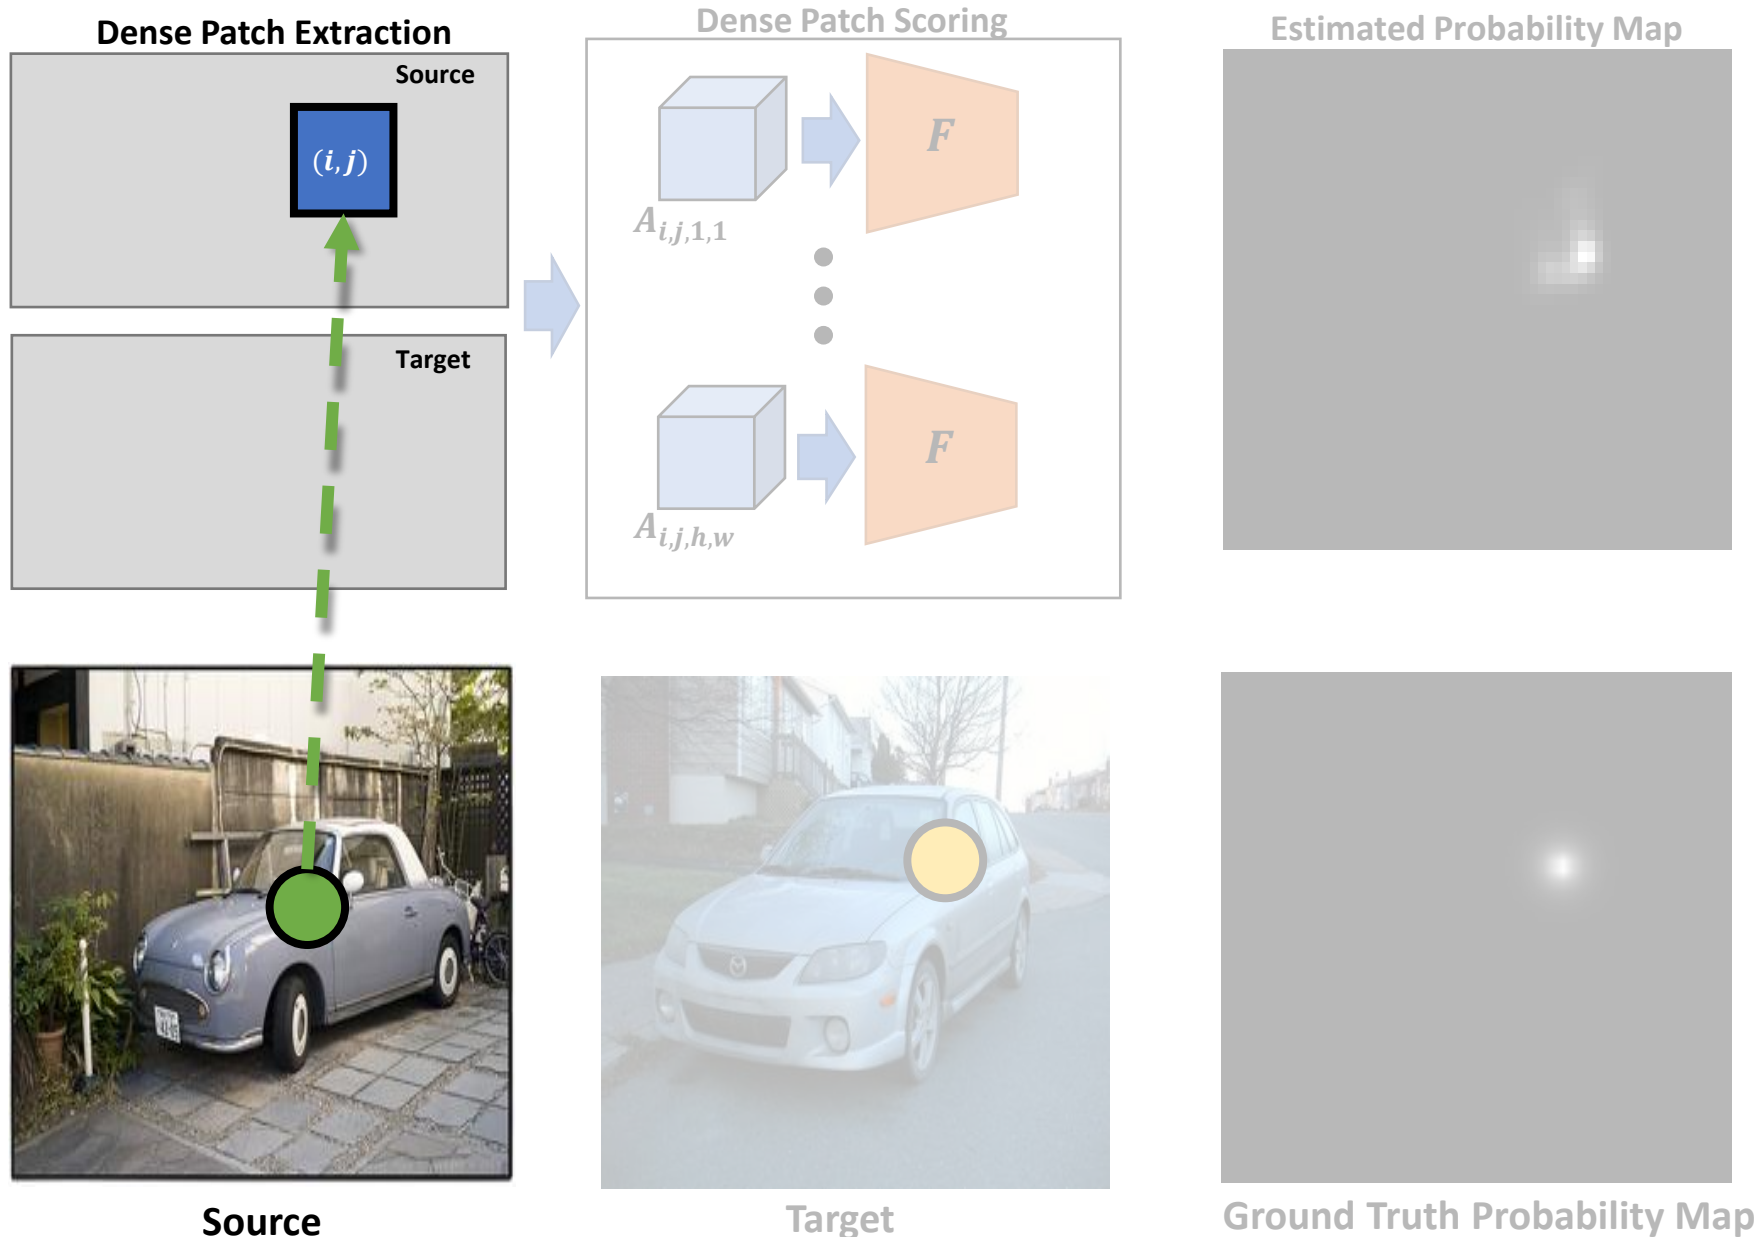 Dense Patch Extraction
Dense Patch Scoring
Estimated Probability Map
Source
(i,j)
Target
A_{i,j,1,1}
F
A_{i,j,h,w}
F
Source
Target
Ground Truth Probability Map